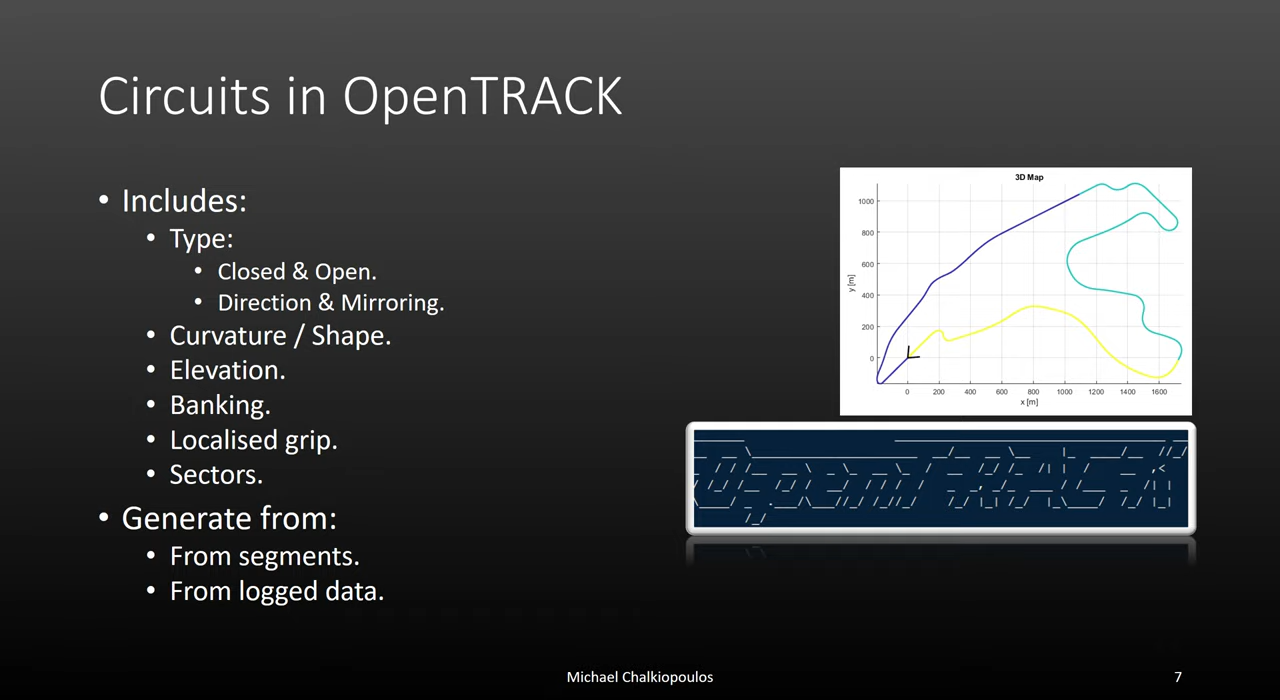 Circuits in OpenTRACK
• Includes:
• Type:
• Closed & Open.
• Direction & Mirroring.
• Curvature / Shape.
• Elevation.
• Banking.
• Localised grip.
• Sectors.
• Generate from:
• From segments.
• From logged data.
3D Map
1000
800
600
400
200
0
y [m]
0 200 400 600 800 1000 1200 1400 1600
x [m]
OpenTRACK
Michael Chalkiopoulos
7